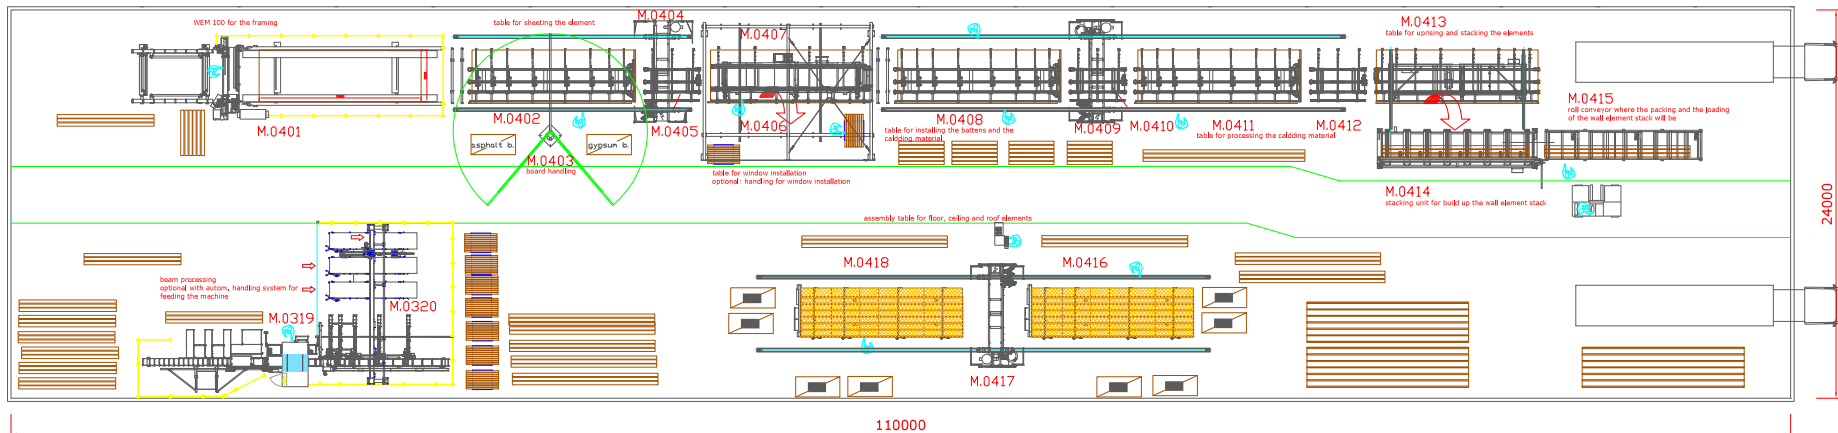 WEM 100 for the framing
table for sheeting the element
M.0404
M.0407
M.0413
table for uprising and stacking the elements
M.0401
M.0402
M.0405
M.0406
M.0408
table for installing the battens and the
caldding material
M.0409
M.0410
M.0411
M.0412
table for processing the caldding material
M.0415
roll conveyor where the packing and the loading
of the wall element stack will be
asphalt b.
gypsum b.
M.0403
board handling
table for window installation
optional: handling for window installation
M.0414
stacking unit for build up the wall element stack
24000
assembly table for floor, ceiling and roof elements
M.0418
M.0416
beam processing
optional with autom. handling system for
feeding the machine
M.0319
M.0320
M.0417
110000